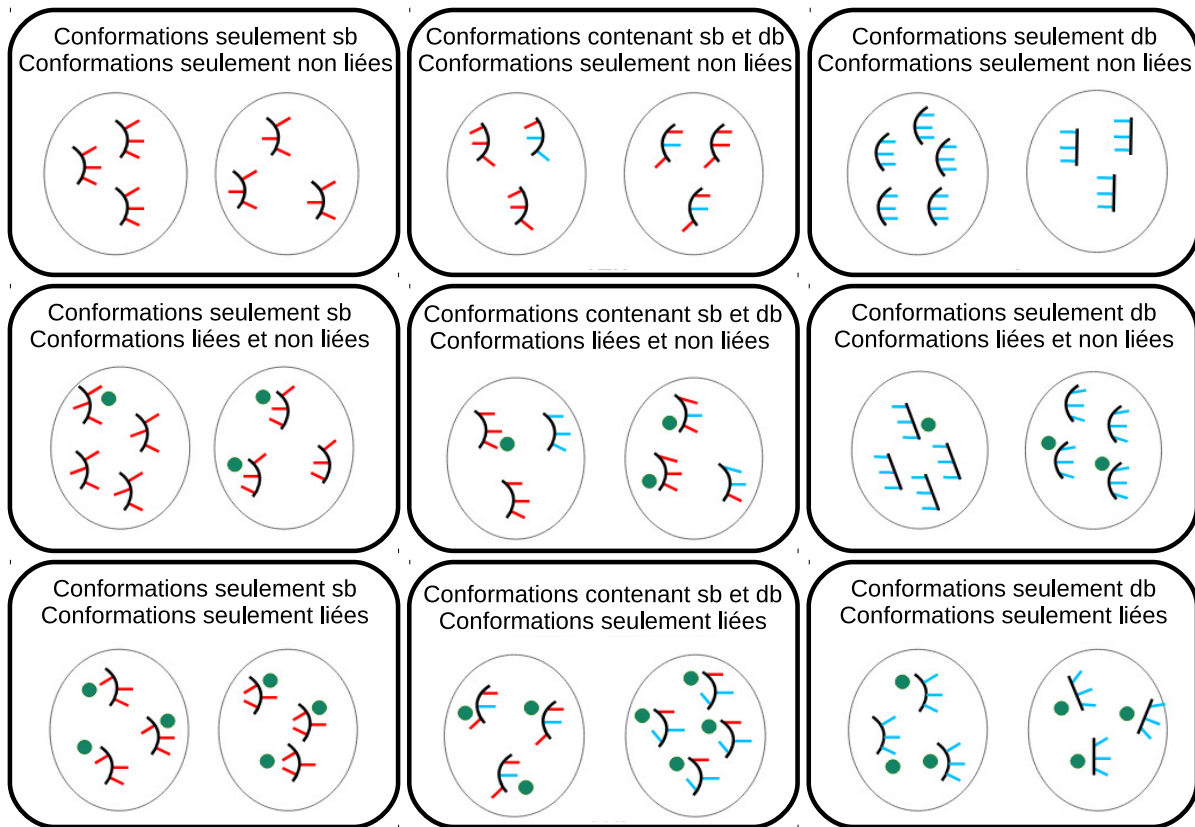 Conformations seulement sb
Conformations seulement non liées
Conformations contenant sb et db
Conformations seulement non liées
Conformations seulement db
Conformations seulement non liées
Conformations seulement sb
Conformations liées et non liées
Conformations contenant sb et db
Conformations liées et non liées
Conformations seulement db
Conformations liées et non liées
Conformations seulement sb
Conformations seulement liées
Conformations contenant sb et db
Conformations seulement liées
Conformations seulement db
Conformations seulement liées